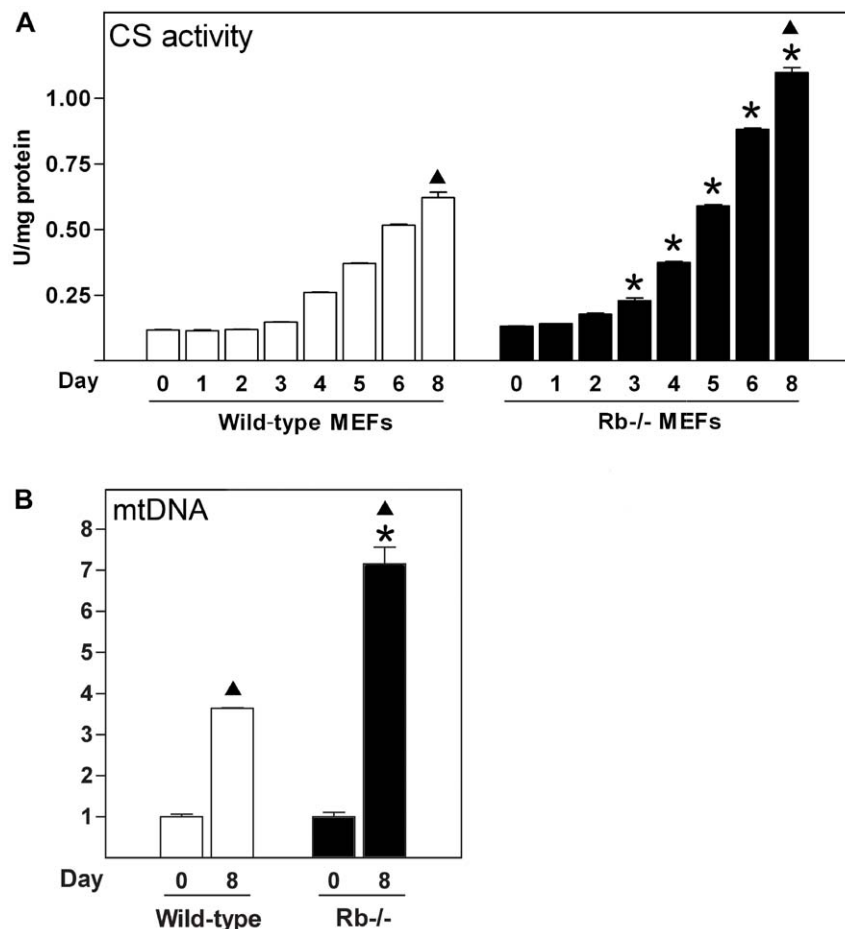 A
CS activity
U/mg protein
1.00
0.75
0.50
0.25
Day 0 1 2 3 4 5 6 8 0 1 2 3 4 5 6 8
Wild-type MEFs Rb-/- MEFs
B
mtDNA
8
7
6
5
4
3
2
1
Day 0 8 0 8
Wild-type Rb-/-